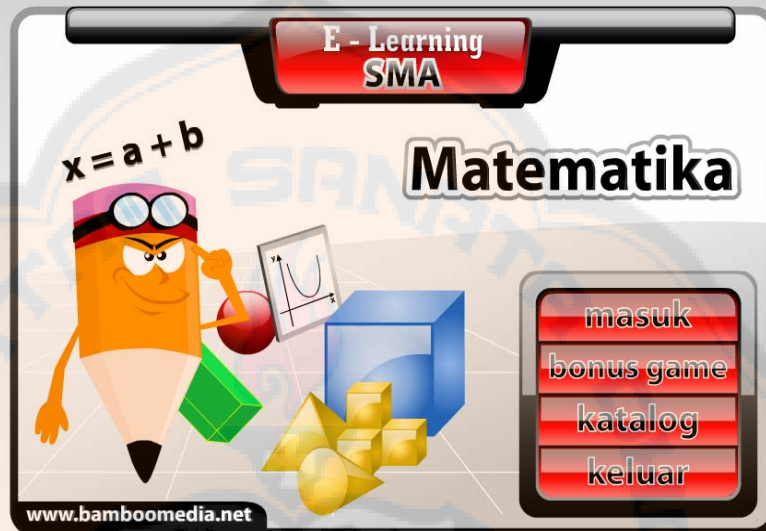 E - Learning
SMA
x = a + b
Matematika
y
x
masuk
bonus game
katalog
keluar
www.bamboomedia.net